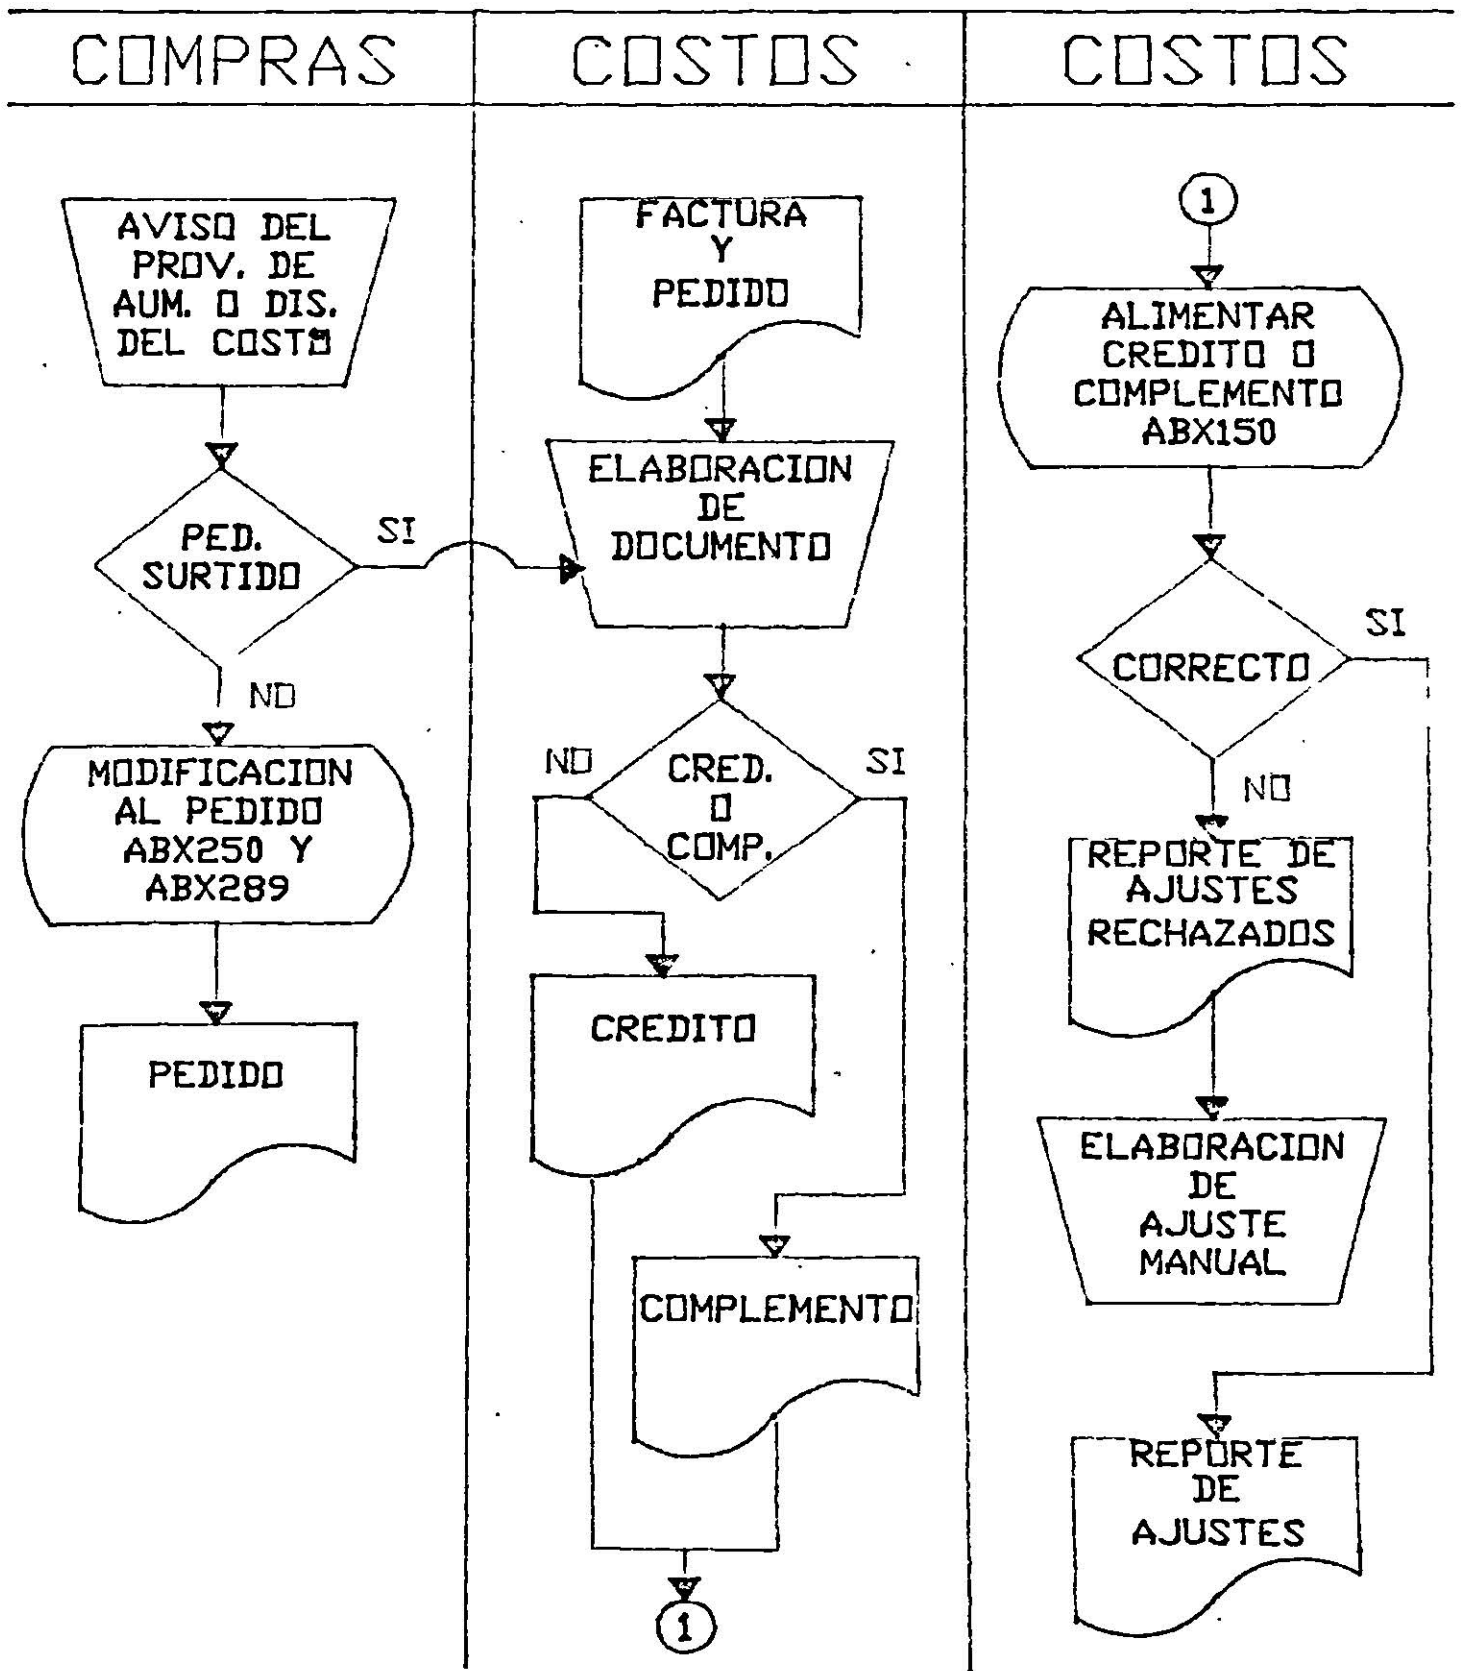 COMPRAS
COSTOS
COSTOS
AVISO DEL
PROV. DE
AUM. O DIS.
DEL COSTO
PED.
SURTIDO
SI
NO
MODIFICACION
AL PEDIDO
ABX250 Y
ABX289
PEDIDO
FACTURA
Y
PEDIDO
ELABORACION
DE
DOCUMENTO
CRED.
O
COMP.
NO
SI
CREDITO
COMPLEMENTO
1
1
ALIMENTAR
CREDITO O
COMPLEMENTO
ABX150
CORRECTO
SI
NO
REPORTE DE
AJUSTES
RECHAZADOS
ELABORACION
DE
AJUSTE
MANUAL
REPORTE
DE
AJUSTES